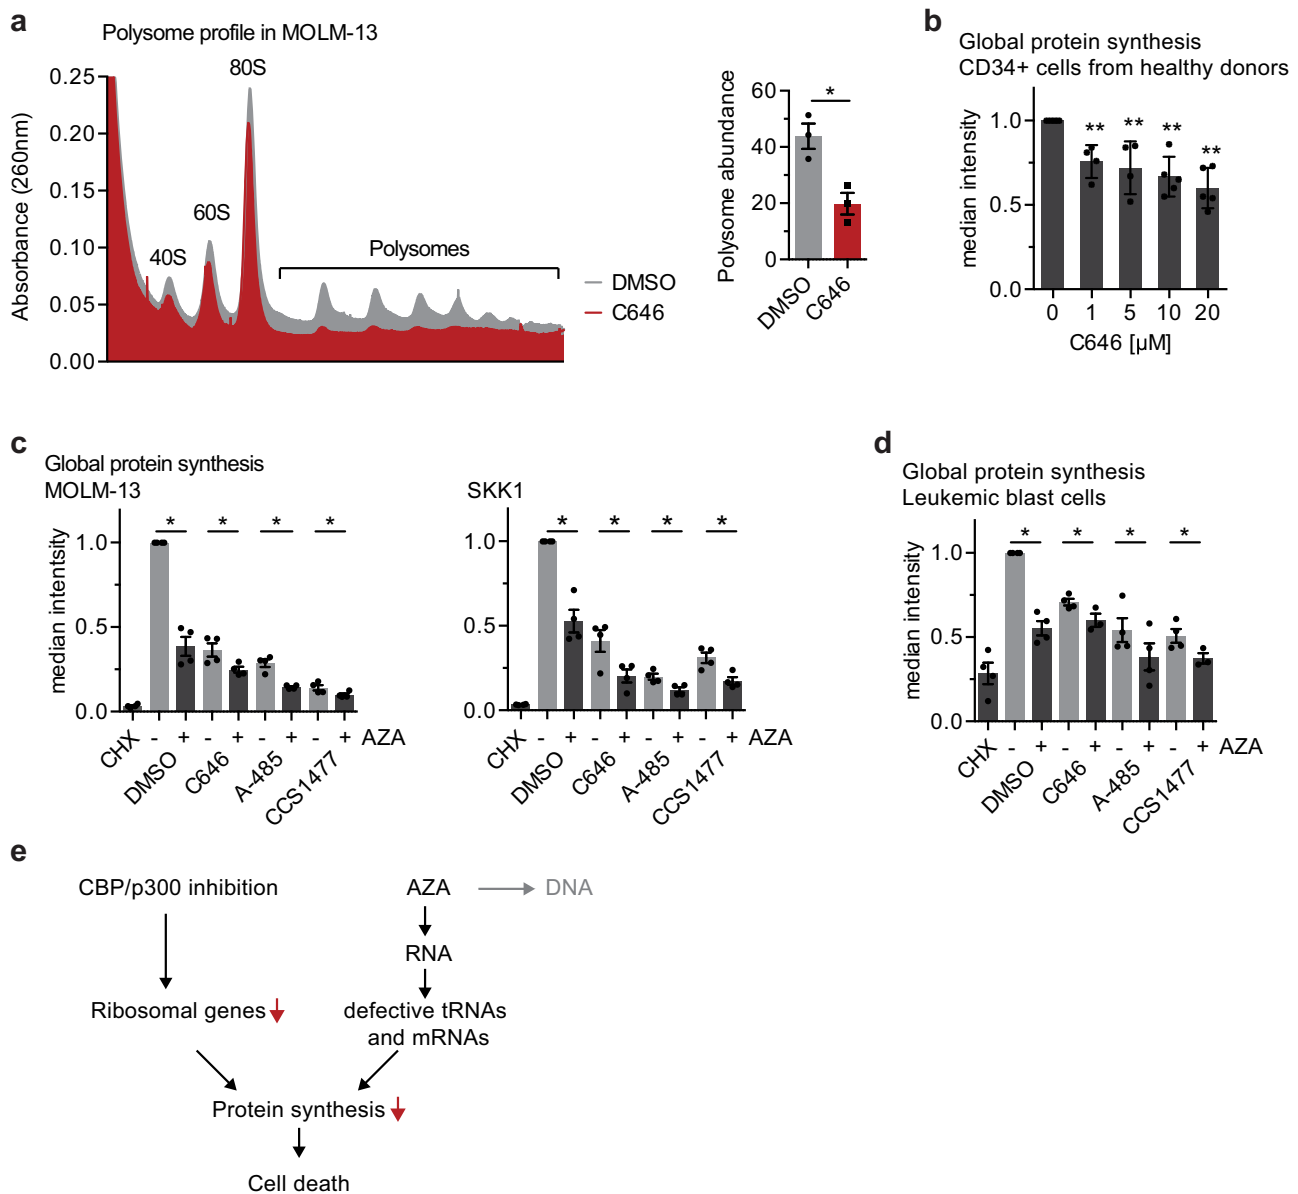 a
Polysome profile in MOLM-13
Absorbance (260nm)
0.25
0.20
0.15
0.10
0.05
0.00
40S
60S
80S
Polysomes
DMSO
C646
Polysome abundance
60
40
20
0
*
DMSO
C646
b
Global protein synthesis
CD34+ cells from healthy donors
median intensity
1.0
0.5
0.0
** ** ** **
0 1 5 10 20
C646 [µM]
c
Global protein synthesis
MOLM-13
median intentsity
1.0
0.5
0.0
* * * *
- + - + - + - + AZA
CHX
DMSO
C646
A-485
CCS1477
SKK1
1.0
0.5
0.0
* * * *
- + - + - + - + AZA
CHX
DMSO
C646
A-485
CCS1477
d
Global protein synthesis
Leukemic blast cells
median intensity
1.0
0.5
0.0
* * * *
- + - + - + - + AZA
CHX
DMSO
C646
A-485
CCS1477
e
CBP/p300 inhibition
AZA
DNA
RNA
Ribosomal genes
defective tRNAs
and mRNAs
Protein synthesis
Cell death